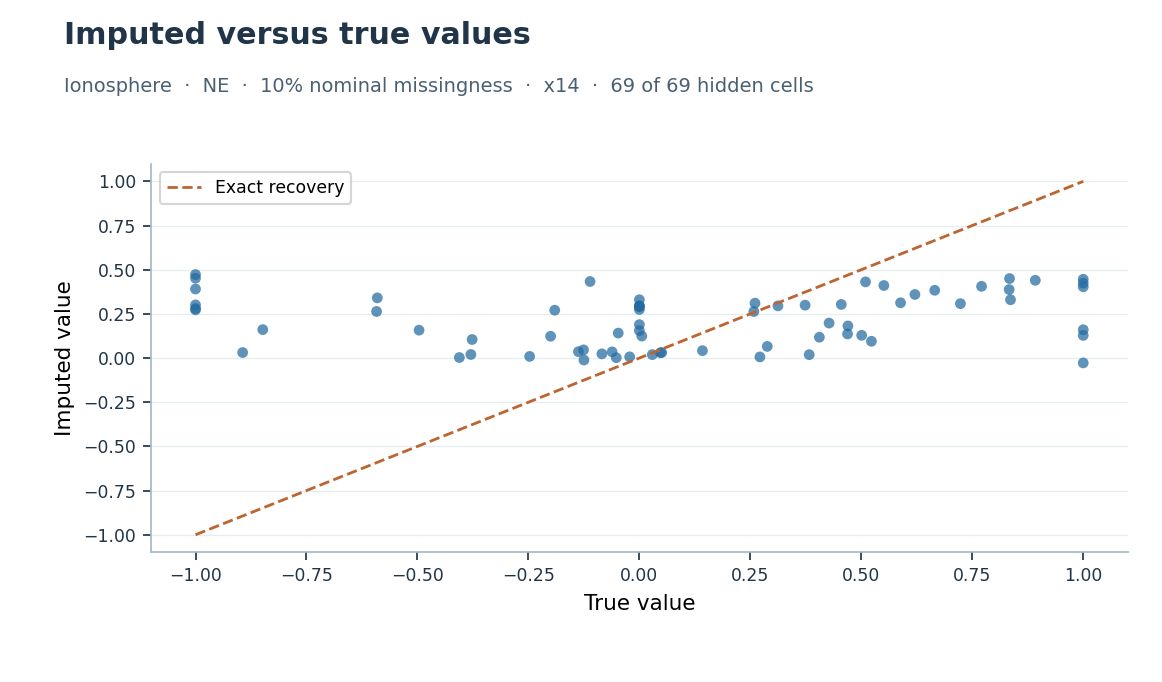 Imputed versus true values
Ionosphere · NE · 10% nominal missingness · x14 · 69 of 69 hidden cells
Exact recovery
1.00
0.75
0.50
0.25
0.00
−0.25
−0.50
−0.75
−1.00
Imputed value
−1.00 −0.75 −0.50 −0.25 0.00 0.25 0.50 0.75 1.00
True value